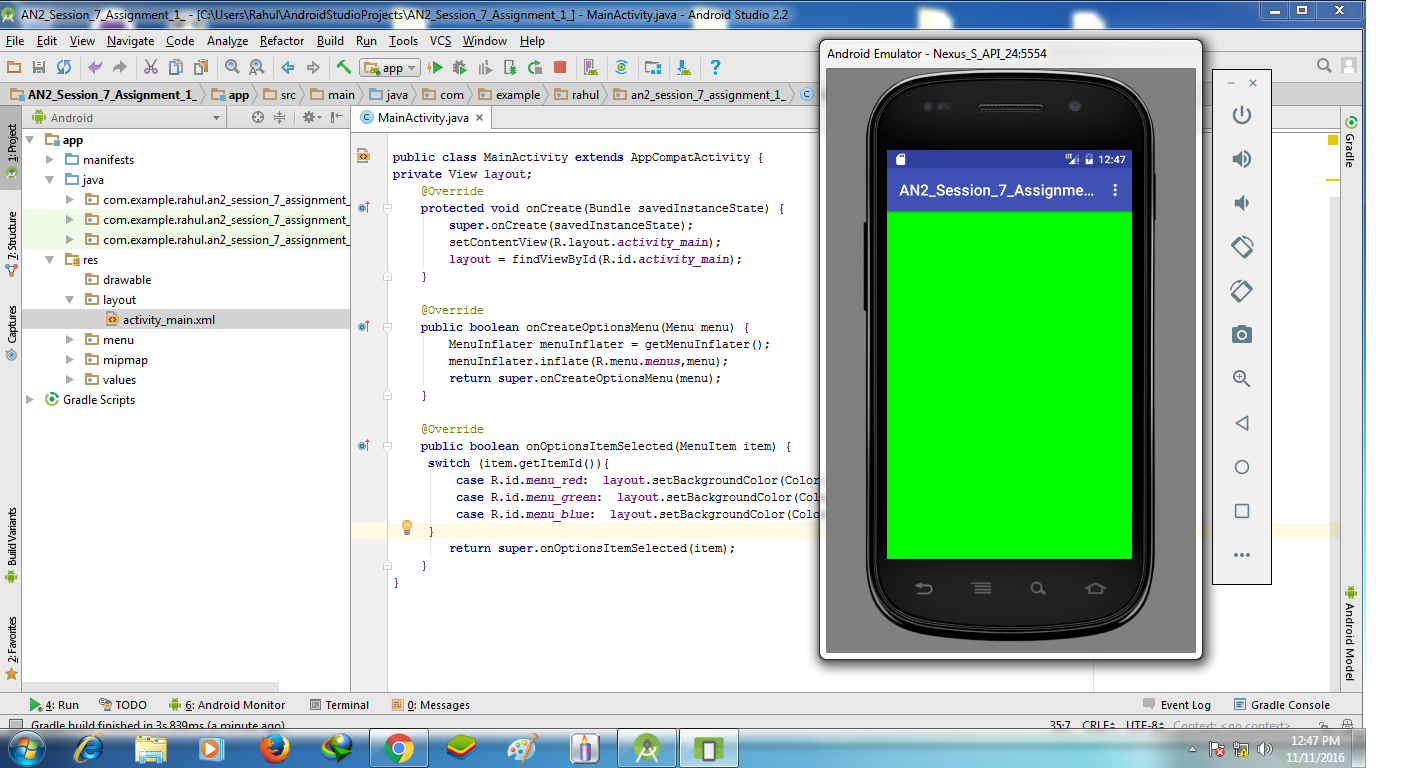 AN2_Session_7_Assignment_1_ - [C:\Users\Rahul\AndroidStudioProjects\AN2_Session_7_Assignment_1_] - MainActivity.java - Android Studio 2.2
File Edit View Navigate Code Analyze Refactor Build Run Tools VCS Window Help
app
AN2_Session_7_Assignment_1_ app src main java com example rahul an2_session_7_assignment_1_
Android
MainActivity.java
1: Project
7: Structure
Captures
Build Variants
2: Favorites
app
manifests
java
com.example.rahul.an2_session_7_assignment_
com.example.rahul.an2_session_7_assignment_
com.example.rahul.an2_session_7_assignment_
res
drawable
layout
activity_main.xml
menu
mipmap
values
Gradle Scripts
public class MainActivity extends AppCompatActivity {
private View layout;
@Override
protected void onCreate(Bundle savedInstanceState) {
super.onCreate(savedInstanceState);
setContentView(R.layout.activity_main);
layout = findViewById(R.id.activity_main);
}
@Override
public boolean onCreateOptionsMenu(Menu menu) {
MenuInflater menuInflater = getMenuInflater();
menuInflater.inflate(R.menu.menus,menu);
return super.onCreateOptionsMenu(menu);
}
@Override
public boolean onOptionsItemSelected(MenuItem item) {
switch (item.getItemId()){
case R.id.menu_red: layout.setBackgroundColor(Color
case R.id.menu_green: layout.setBackgroundColor(Col
case R.id.menu_blue: layout.setBackgroundColor(Colo
}
return super.onOptionsItemSelected(item);
}
}
Android Emulator - Nexus_S_API_24:5554
12:47
AN2_Session_7_Assignme...
Gradle
Android Model
4: Run TODO 6: Android Monitor Terminal 0: Messages Event Log Gradle Console
Gradle build finished in 3s 839ms (a minute ago) 35:7 CRLF UTF-8 Context: <no context>
12:47 PM
11/11/2016